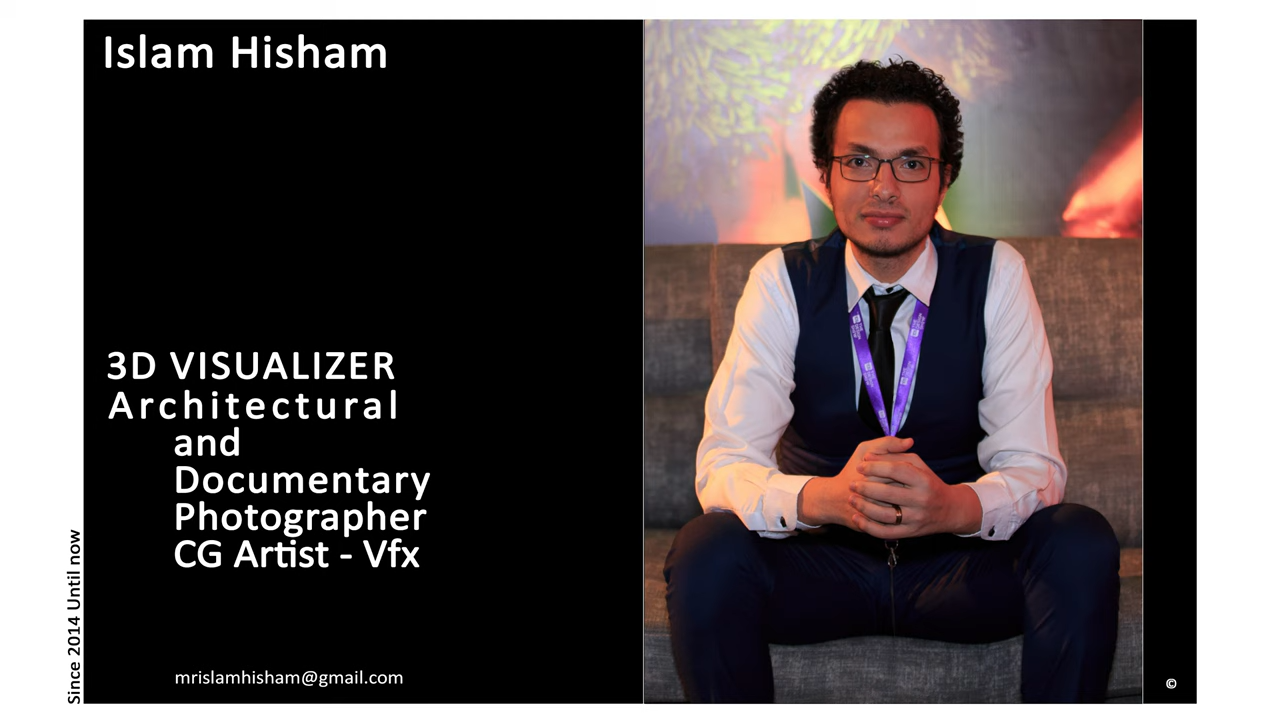 Islam Hisham
3D VISUALIZER
Architectural
and
Documentary
Photographer
CG Artist - Vfx
mrislamhisham@gmail.com
Since 2014 Until now
©